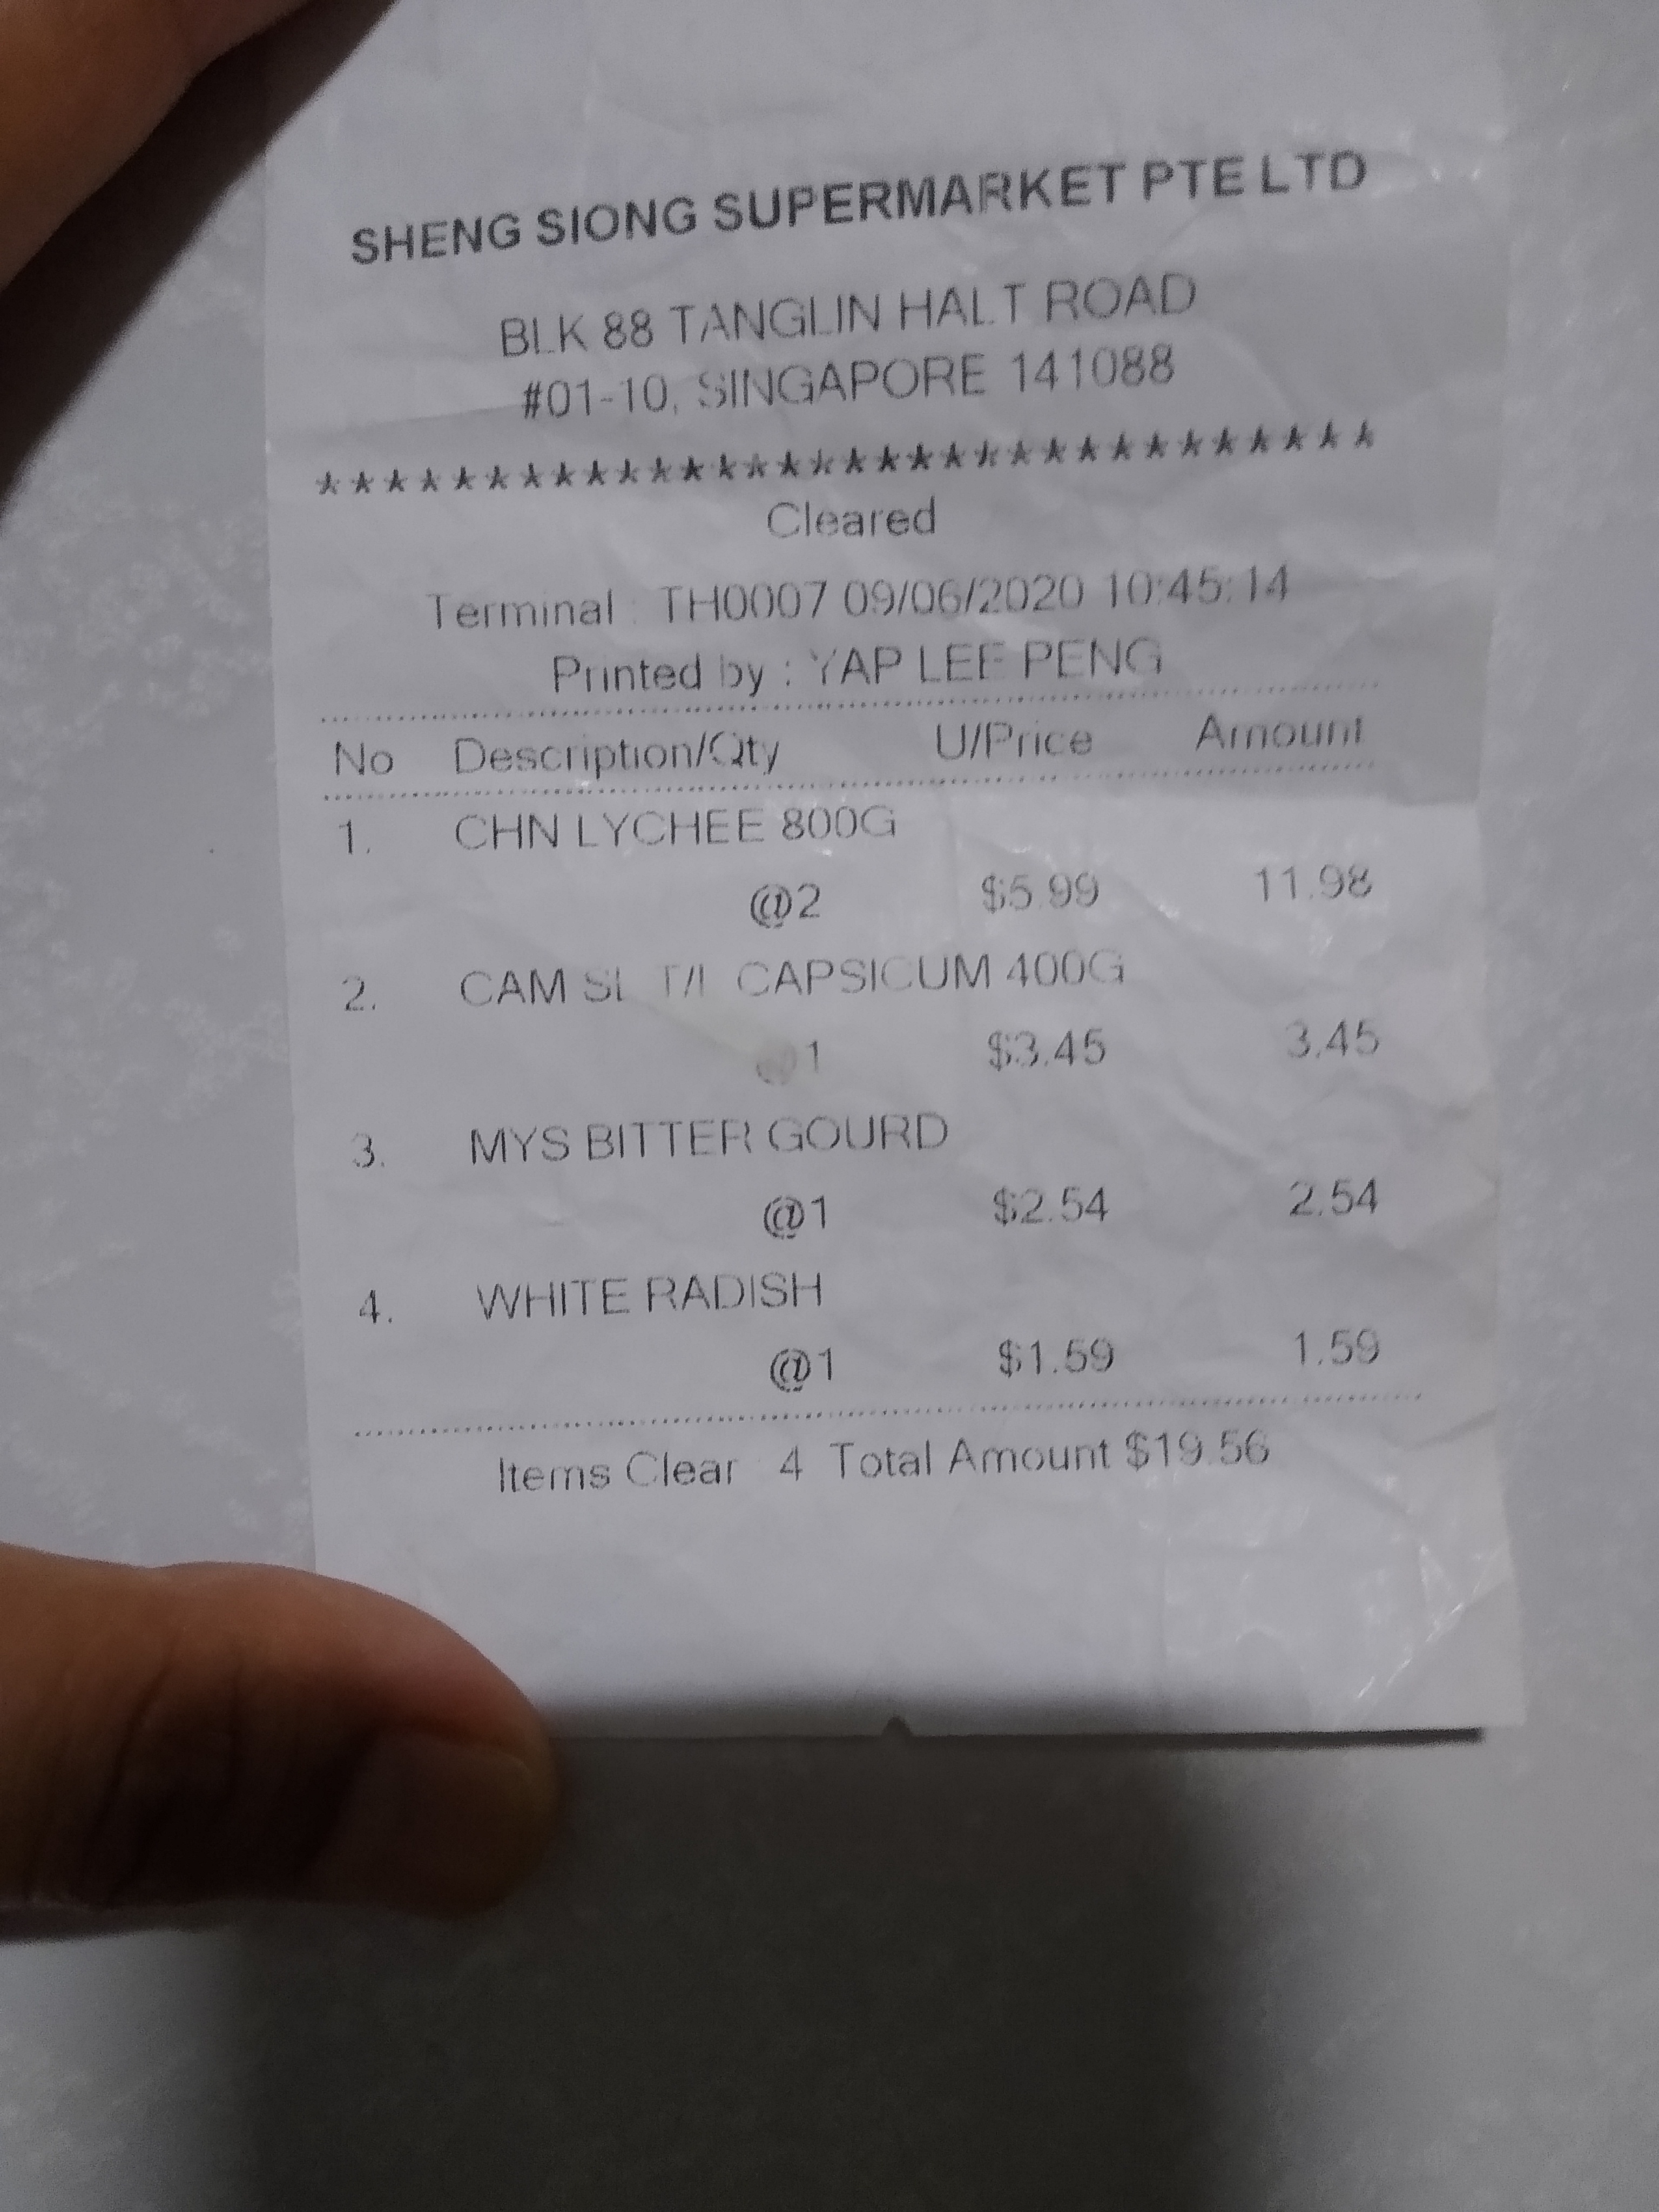 SHENG SIONG SUPERMARKET PTE LTD
BLK 88 TANGLIN HALT ROAD
#01-10, SINGAPORE 141088
*******************************
Cleared
Terminal : TH0007 09/06/2020 10:45:14
Printed by : YAP LEE PENG
No Description/Qty U/Price Amount
1. CHN LYCHEE 800G
@2 $5.99 11.98
2. CAM CAPSICUM 400G
@1 $3.45 3.45
3. MYS BITTER GOURD
@1 $2.54 2.54
4. WHITE RADISH
@1 $1.59 1.59
Items Clear 4 Total Amount $19.56